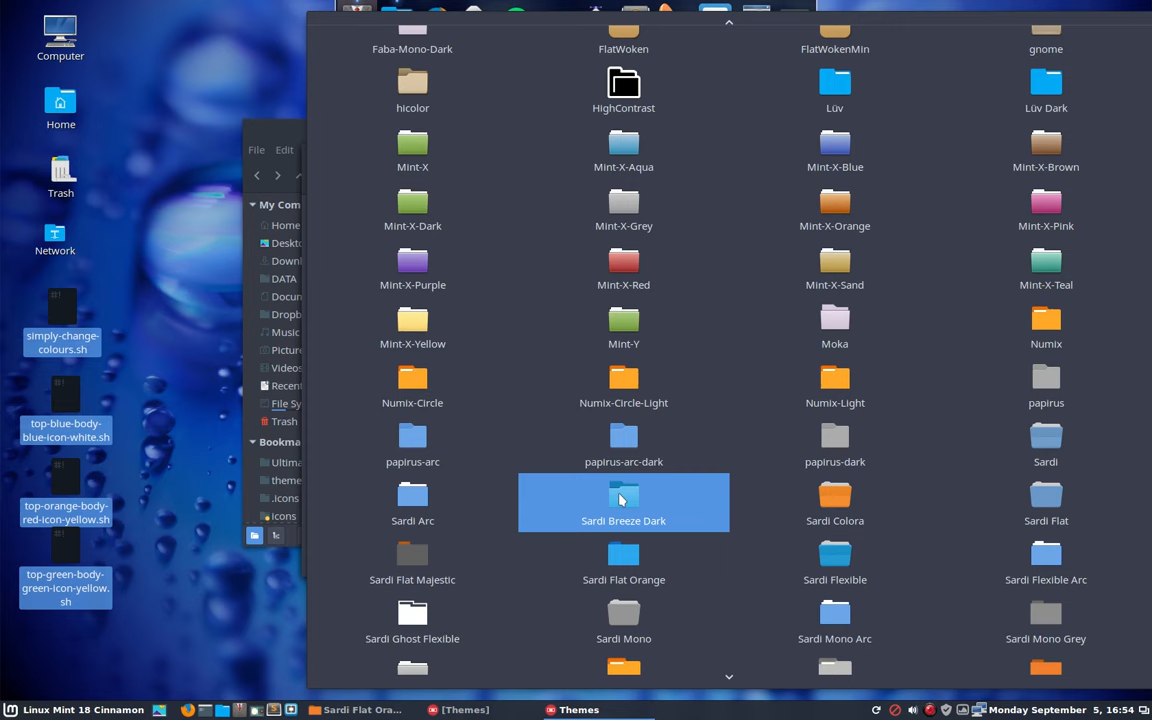 Computer
Home
Trash
Network
simply-change-
colours.sh
top-blue-body-
blue-icon-white.sh
top-orange-body-
red-icon-yellow.sh
top-green-body-
green-icon-yellow.
sh
File Edit
My Com
Home
Deskto
Downl
DATA
Docun
Dropb
Music
Picture
Videos
Recent
File Sy
Trash
Bookma
Ultima
theme
.icons
icons
Faba-Mono-Dark
FlatWoken
FlatWokenMin
gnome
hicolor
HighContrast
Lüv
Lüv Dark
Mint-X
Mint-X-Aqua
Mint-X-Blue
Mint-X-Brown
Mint-X-Dark
Mint-X-Grey
Mint-X-Orange
Mint-X-Pink
Mint-X-Purple
Mint-X-Red
Mint-X-Sand
Mint-X-Teal
Mint-X-Yellow
Mint-Y
Moka
Numix
Numix-Circle
Numix-Circle-Light
Numix-Light
papirus
papirus-arc
papirus-arc-dark
papirus-dark
Sardi
Sardi Arc
Sardi Breeze Dark
Sardi Colora
Sardi Flat
Sardi Flat Majestic
Sardi Flat Orange
Sardi Flexible
Sardi Flexible Arc
Sardi Ghost Flexible
Sardi Mono
Sardi Mono Arc
Sardi Mono Grey
Linux Mint 18 Cinnamon
Sardi Flat Ora...
[Themes]
Themes
Monday September 5, 16:54